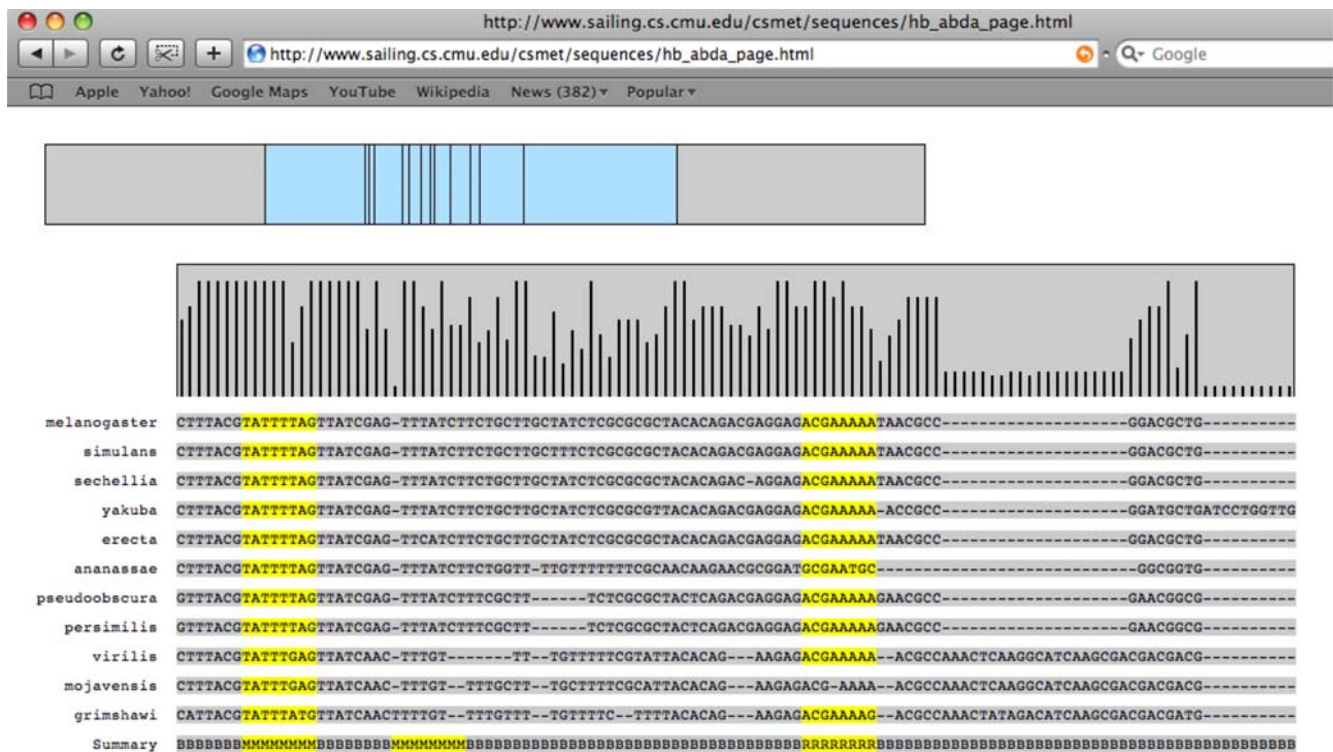 http://www.sailing.cs.cmu.edu/csmet/sequences/hb_abda_page.html
http://www.sailing.cs.cmu.edu/csmet/sequences/hb_abda_page.html Google
Apple Yahoo! Google Maps YouTube Wikipedia News (382) Popular
melanogaster CTTTACGTATTTTAGTTATCGAG-TTTATCTTCTGCTTGCTATCTCGCGCGCTACACAGACGAGGAGACGAAAAATAACGCC--------------------GGACGCTG----------
simulans CTTTACGTATTTTAGTTATCGAG-TTTATCTTCTGCTTGCTTTCTCGCGCGCTACACAGACGAGGAGACGAAAAATAACGCC--------------------GGACGCTG----------
sechellia CTTTACGTATTTTAGTTATCGAG-TTTATCTTCTGCTTGCTATCTCGCGCGCTACACAGAC-AGGAGACGAAAAATAACGCC--------------------GGACGCTG----------
yakuba CTTTACGTATTTTAGTTATCGAG-TTTATCTTCTGCTTGCTATCTCGCGCGTTACACAGACGAGGAGACGAAAAA-ACCGCC--------------------GGATGCTGATCCTGGTTG
erecta CTTTACGTATTTTAGTTATCGAG-TTCATCTTCTGCTTGCTATCTCGCGCGCTACACAGACGAGGAGACGAAAAATAACGCC--------------------GGACGCTG----------
ananassae CTTTACGTATTTTAGTTATCGAG-TTTATCTTCTGGTT-TTGTTTTTTTCGCAACAAGAACGCGGATGCGAATGC----------------------------GGCGGTG----------
pseudoobscura GTTTACGTATTTTAGTTATCGAG-TTTATCTTTCGCTT------TCTCGCGCTACTCAGACGAGGAGACGAAAAAGAACGCC--------------------GAACGGCG----------
persimilis GTTTACGTATTTTAGTTATCGAG-TTTATCTTTCGCTT------TCTCGCGCTACTCAGACGAGGAGACGAAAAAGAACGCC--------------------GAACGGCG----------
virilis CTTTACGTATTTGAGTTATCAAC-TTTGT-------TT--TGTTTTTCGTATTACACAG---AAGAGACGAAAAA--ACGCCAAACTCAAGGCATCAAGCGACGACGACG----------
mojavensis CTTTACGTATTTGAGTTATCAAC-TTTGT--TTTGCTT--TGCTTTTCGCATTACACAG---AAGAGACG-AAAA--ACGCCAAACTCAAGGCATCAAGCGACGACGACG----------
grimshawi CATTACGTATTTATGTTATCAACTTTTGT--TTTGTTT--TGTTTTC--TTTTACACAG---AAGAGACGAAAAG--ACGCCAAACTATAGACATCAAGCGACGACGATG----------
Summary BBBBBBBMMMMMMMMBBBBBBBBMMMMMMMMBBBBBBBBBBBBBBBBBBBBBBBBBBBBBBBBBBBBRRRRRRRRBBBBBBBBBBBBBBBBBBBBBBBBBBBBBBBBBBBBBBBBBBBBB